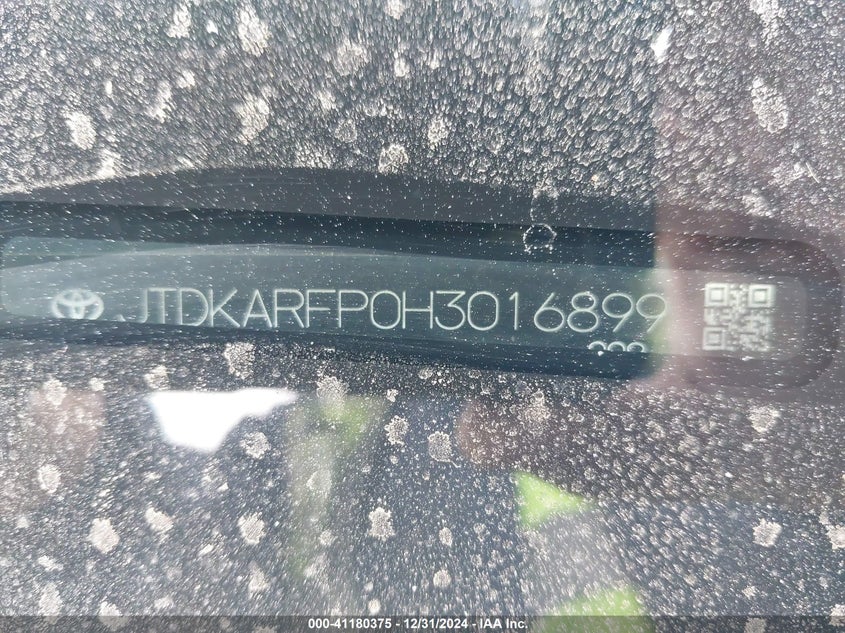 JTDKARFP0H3016899
000-41180375 - 12/31/2024 - IAA Inc.